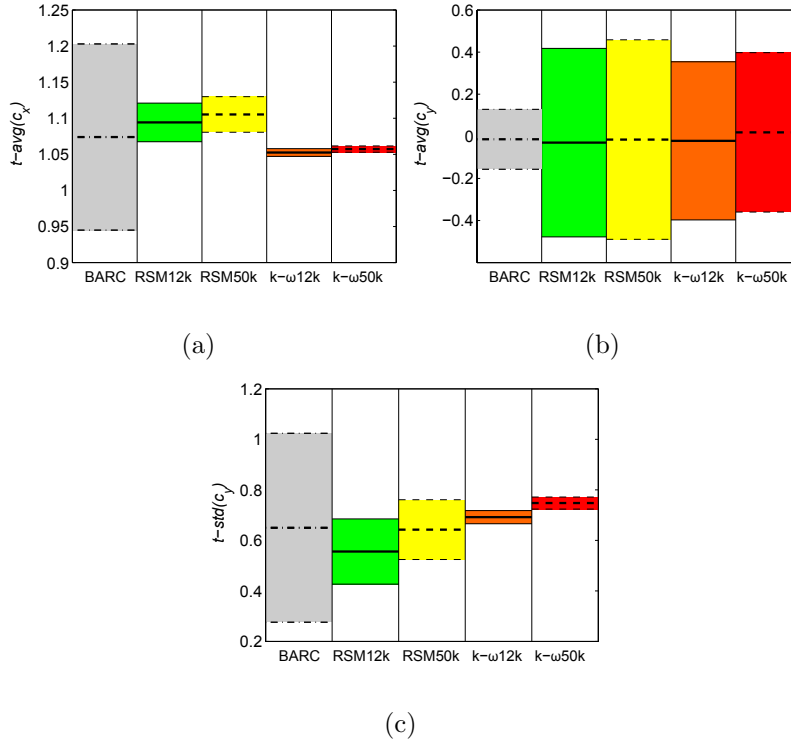 1.25
1.2
1.15
1.1
1.05
1
0.95
0.9
t−avg(cx)
BARC RSM12k RSM50k k−ω12k k−ω50k
(a)
0.6
0.4
0.2
0
−0.2
−0.4
t−avg(cy)
BARC RSM12k RSM50k k−ω12k k−ω50k
(b)
1.2
1
0.8
0.6
0.4
0.2
t−std(cy)
BARC RSM12k RSM50k k−ω12k k−ω50k
(c)